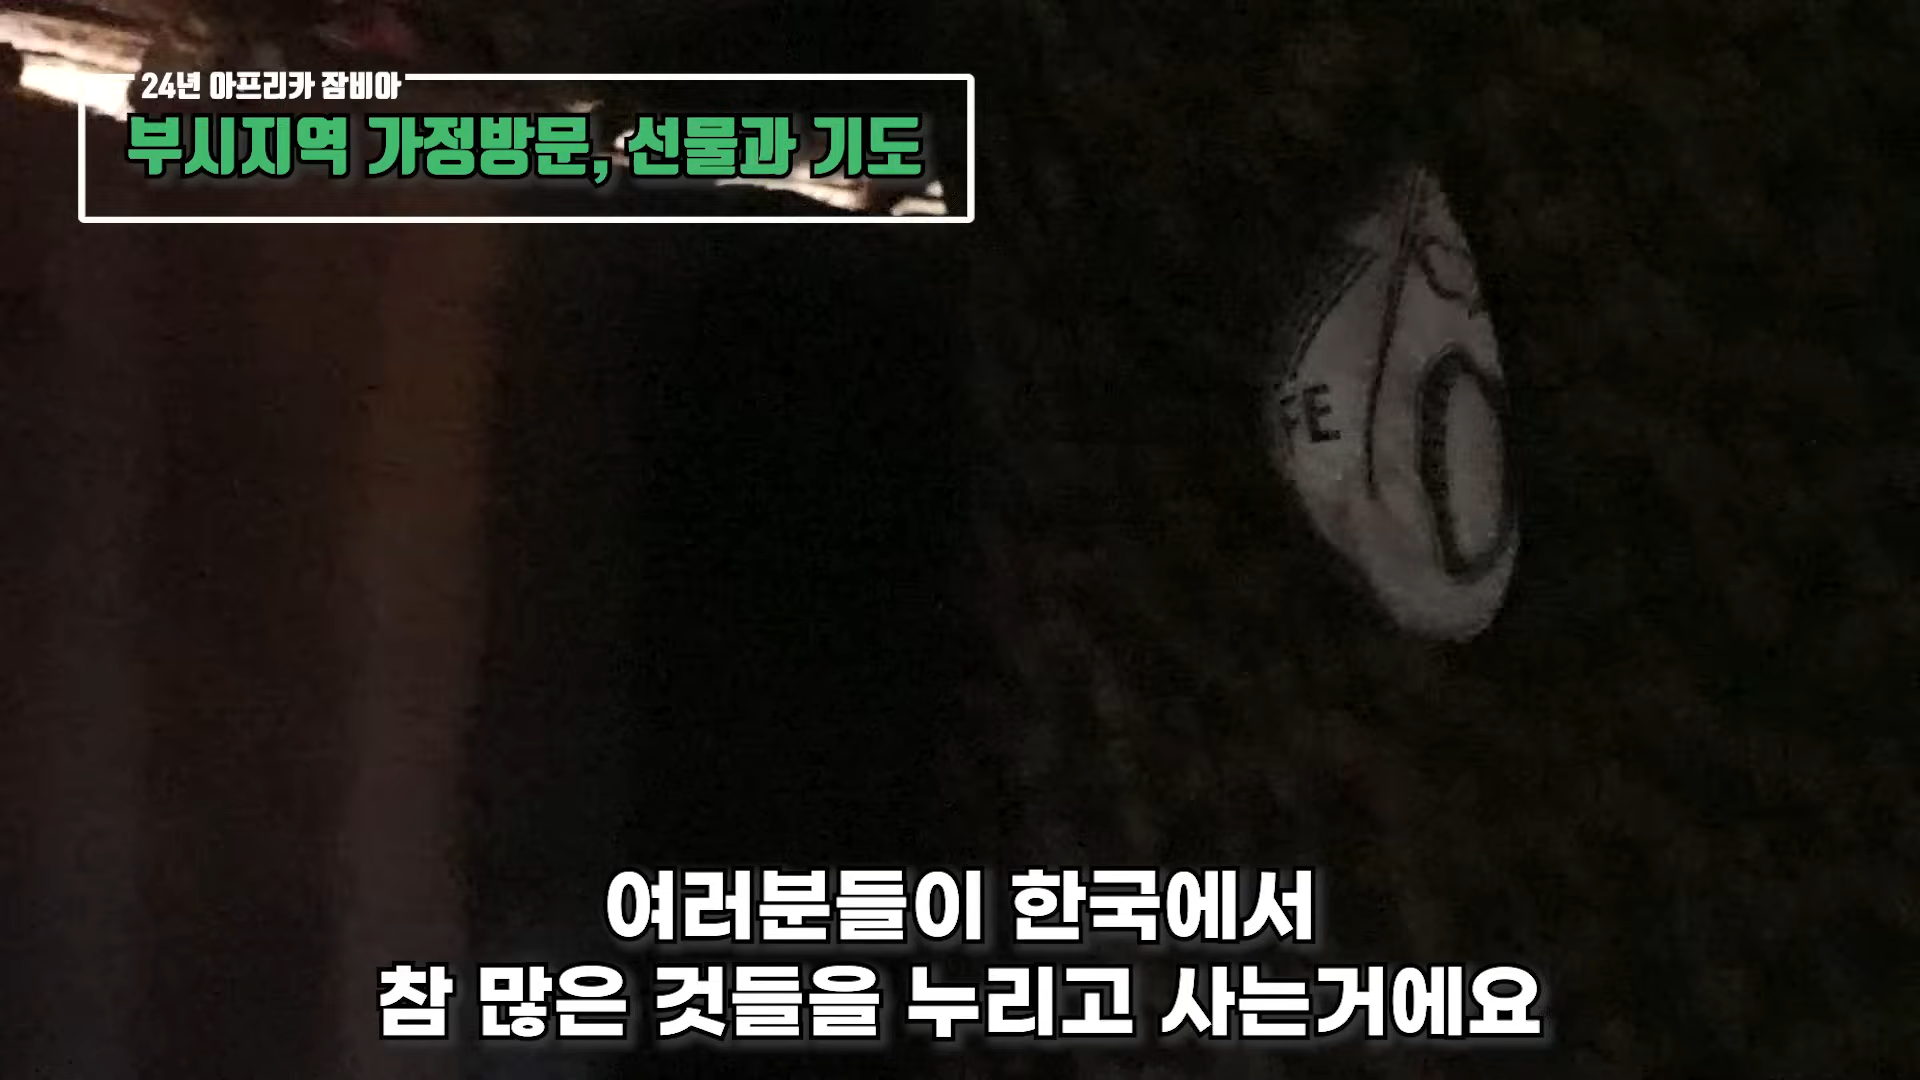 24년 아프리카 잠비아
부시지역 가정방문, 선물과 기도
FE
여러분들이 한국에서
참 많은 것들을 누리고 사는거에요